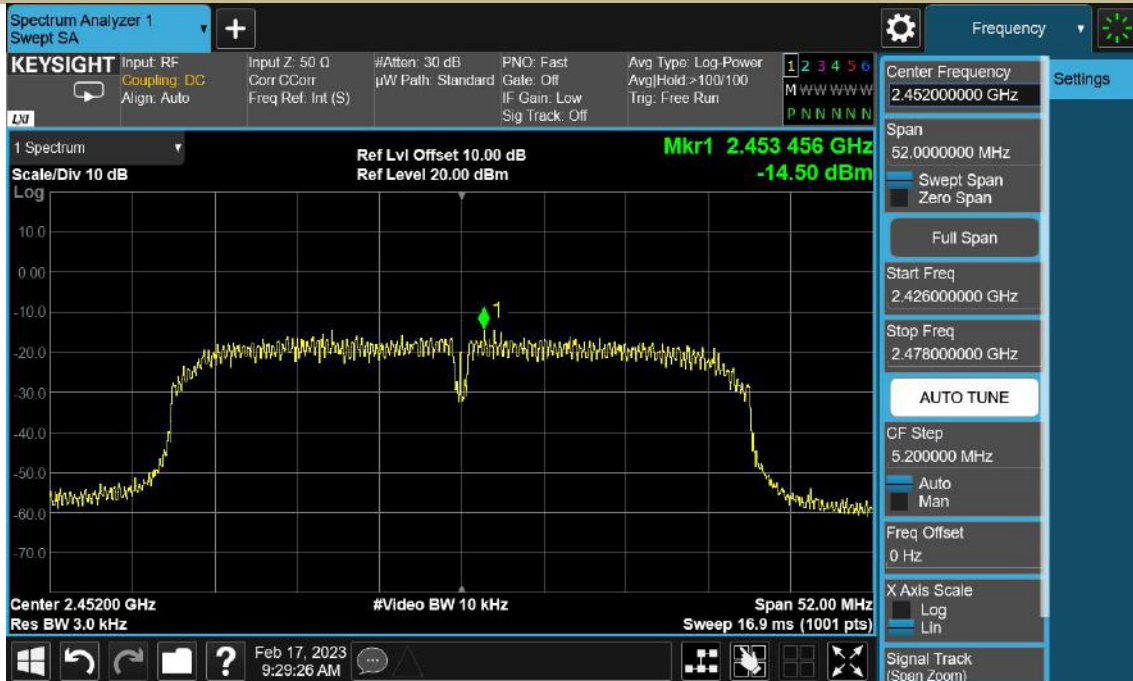 Spectrum Analyzer 1
Swept SA
+
Frequency
KEYSIGHT
LXI
Input: RF
Coupling: DC
Align: Auto
Input Z: 50 Ω
Corr CCorr
Freq Ref: Int (S)
#Atten: 30 dB
µW Path: Standard
PNO: Fast
Gate: Off
IF Gain: Low
Sig Track: Off
Avg Type: Log-Power
Avg|Hold:>100/100
Trig: Free Run
1 2 3 4 5 6
M W W W W W
P N N N N N
1 Spectrum
Scale/Div 10 dB
Log
Ref Lvl Offset 10.00 dB
Ref Level 20.00 dBm
Mkr1 2.453 456 GHz
-14.50 dBm
10.0
0.00
-10.0
-20.0
-30.0
-40.0
-50.0
-60.0
-70.0
1
Center 2.45200 GHz
Res BW 3.0 kHz
#Video BW 10 kHz
Span 52.00 MHz
Sweep 16.9 ms (1001 pts)
?
Feb 17, 2023
9:29:26 AM
Center Frequency
2.452000000 GHz
Settings
Span
52.0000000 MHz
Swept Span
Zero Span
Full Span
Start Freq
2.426000000 GHz
Stop Freq
2.478000000 GHz
AUTO TUNE
CF Step
5.200000 MHz
Auto
Man
Freq Offset
0 Hz
X Axis Scale
Log
Lin
Signal Track
(Span Zoom)